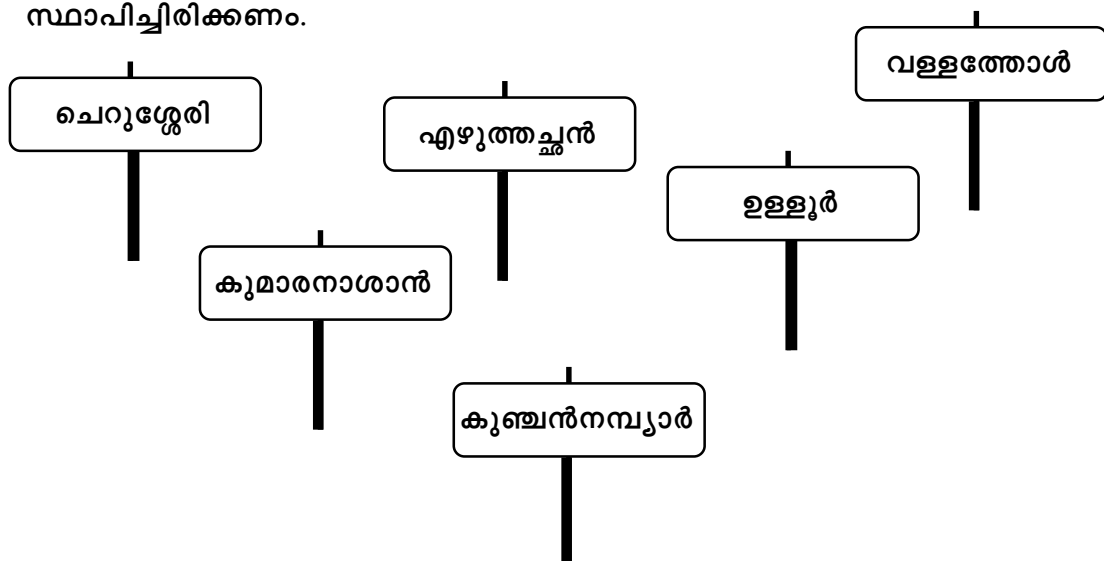 സ്ഥാപിച്ചിരിക്കണം.
വള്ളത്തോൾ
ചെറുശ്ശേരി
എഴുത്തച്ഛൻ
ഉള്ളൂർ
കുമാരനാശാൻ
കുഞ്ചൻനമ്പ്യാർ